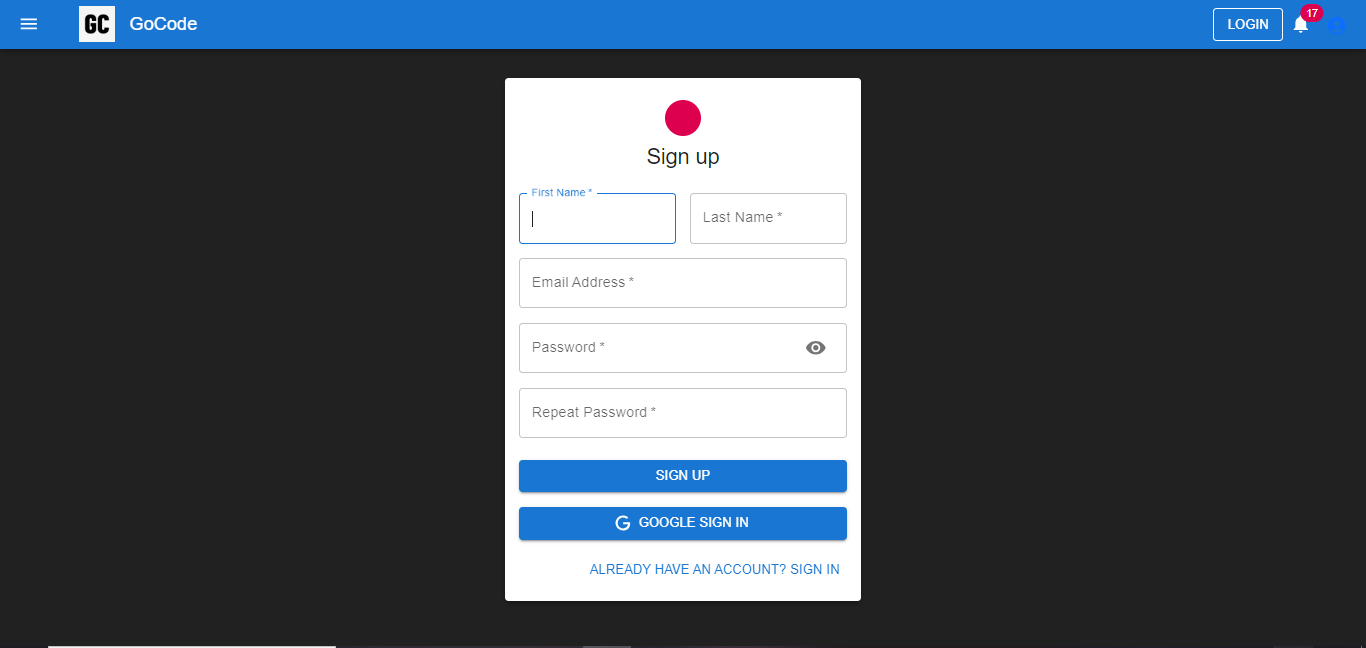 GC GoCode LOGIN 17
Sign up
First Name *
Last Name *
Email Address *
Password *
Repeat Password *
SIGN UP
G GOOGLE SIGN IN
ALREADY HAVE AN ACCOUNT? SIGN IN